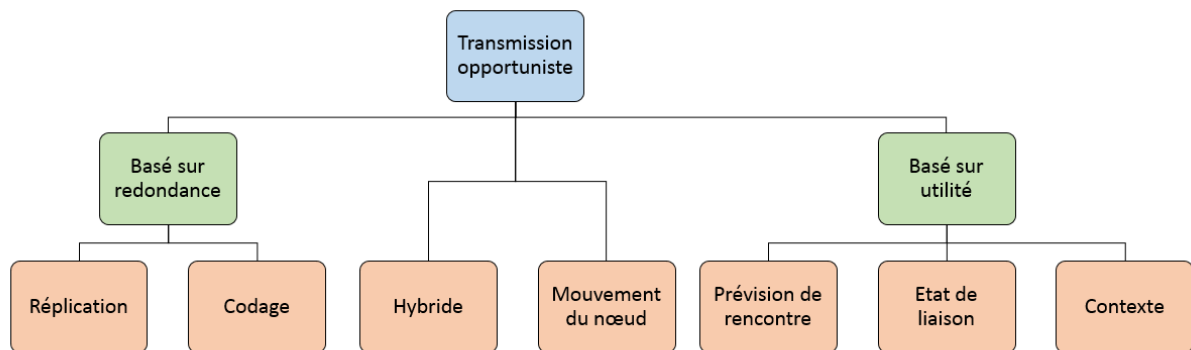 Transmission
opportuniste
Basé sur
redondance
Basé sur
utilité
Réplication
Codage
Hybride
Mouvement
du nœud
Prévision de
rencontre
Etat de
liaison
Contexte